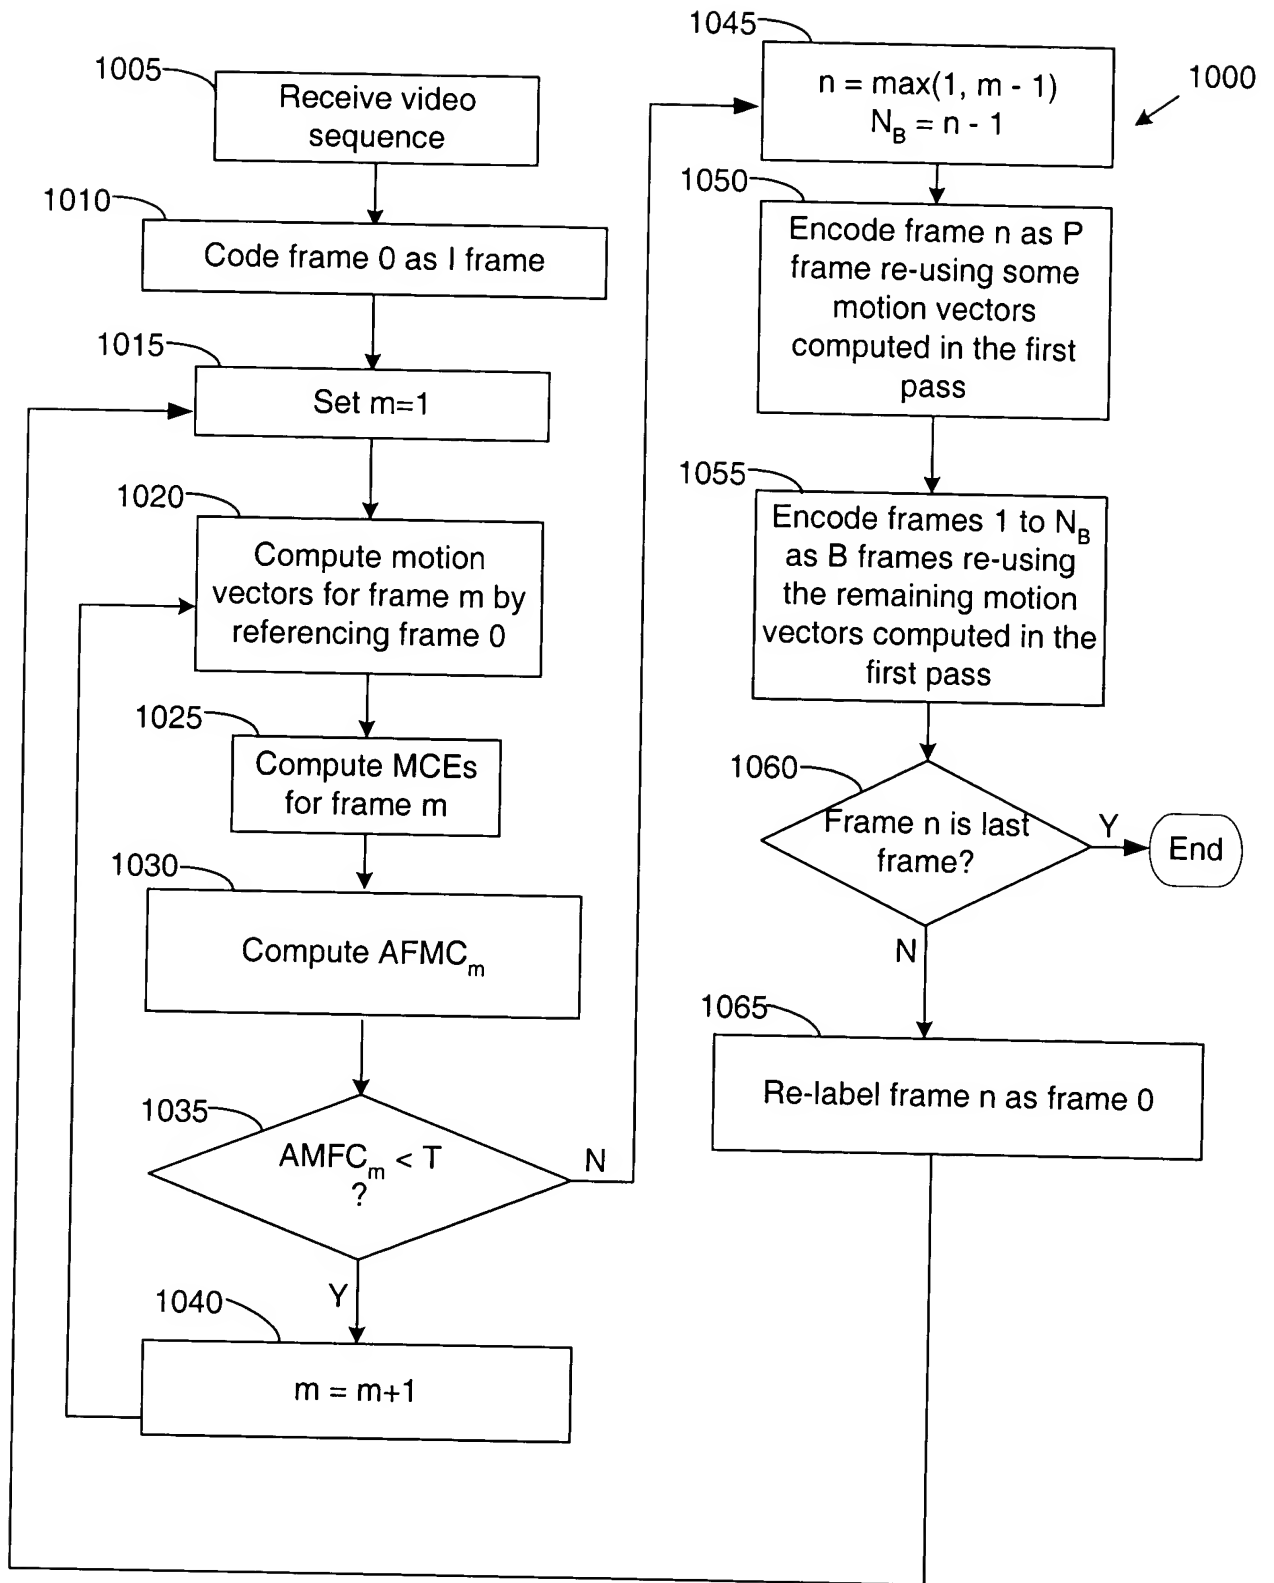 1005
Receive video
sequence
1010
Code frame 0 as I frame
1015
Set m=1
1020
Compute motion
vectors for frame m by
referencing frame 0
1025
Compute MCEs
for frame m
1030
Compute AFMCm
1035
AMFCm < T
?
N
Y
1040
m = m+1
1045
n = max(1, m - 1)
NB = n - 1
1000
1050
Encode frame n as P
frame re-using some
motion vectors
computed in the first
pass
1055
Encode frames 1 to NB
as B frames re-using
the remaining motion
vectors computed in the
first pass
1060
Frame n is last
frame?
Y
End
N
1065
Re-label frame n as frame 0